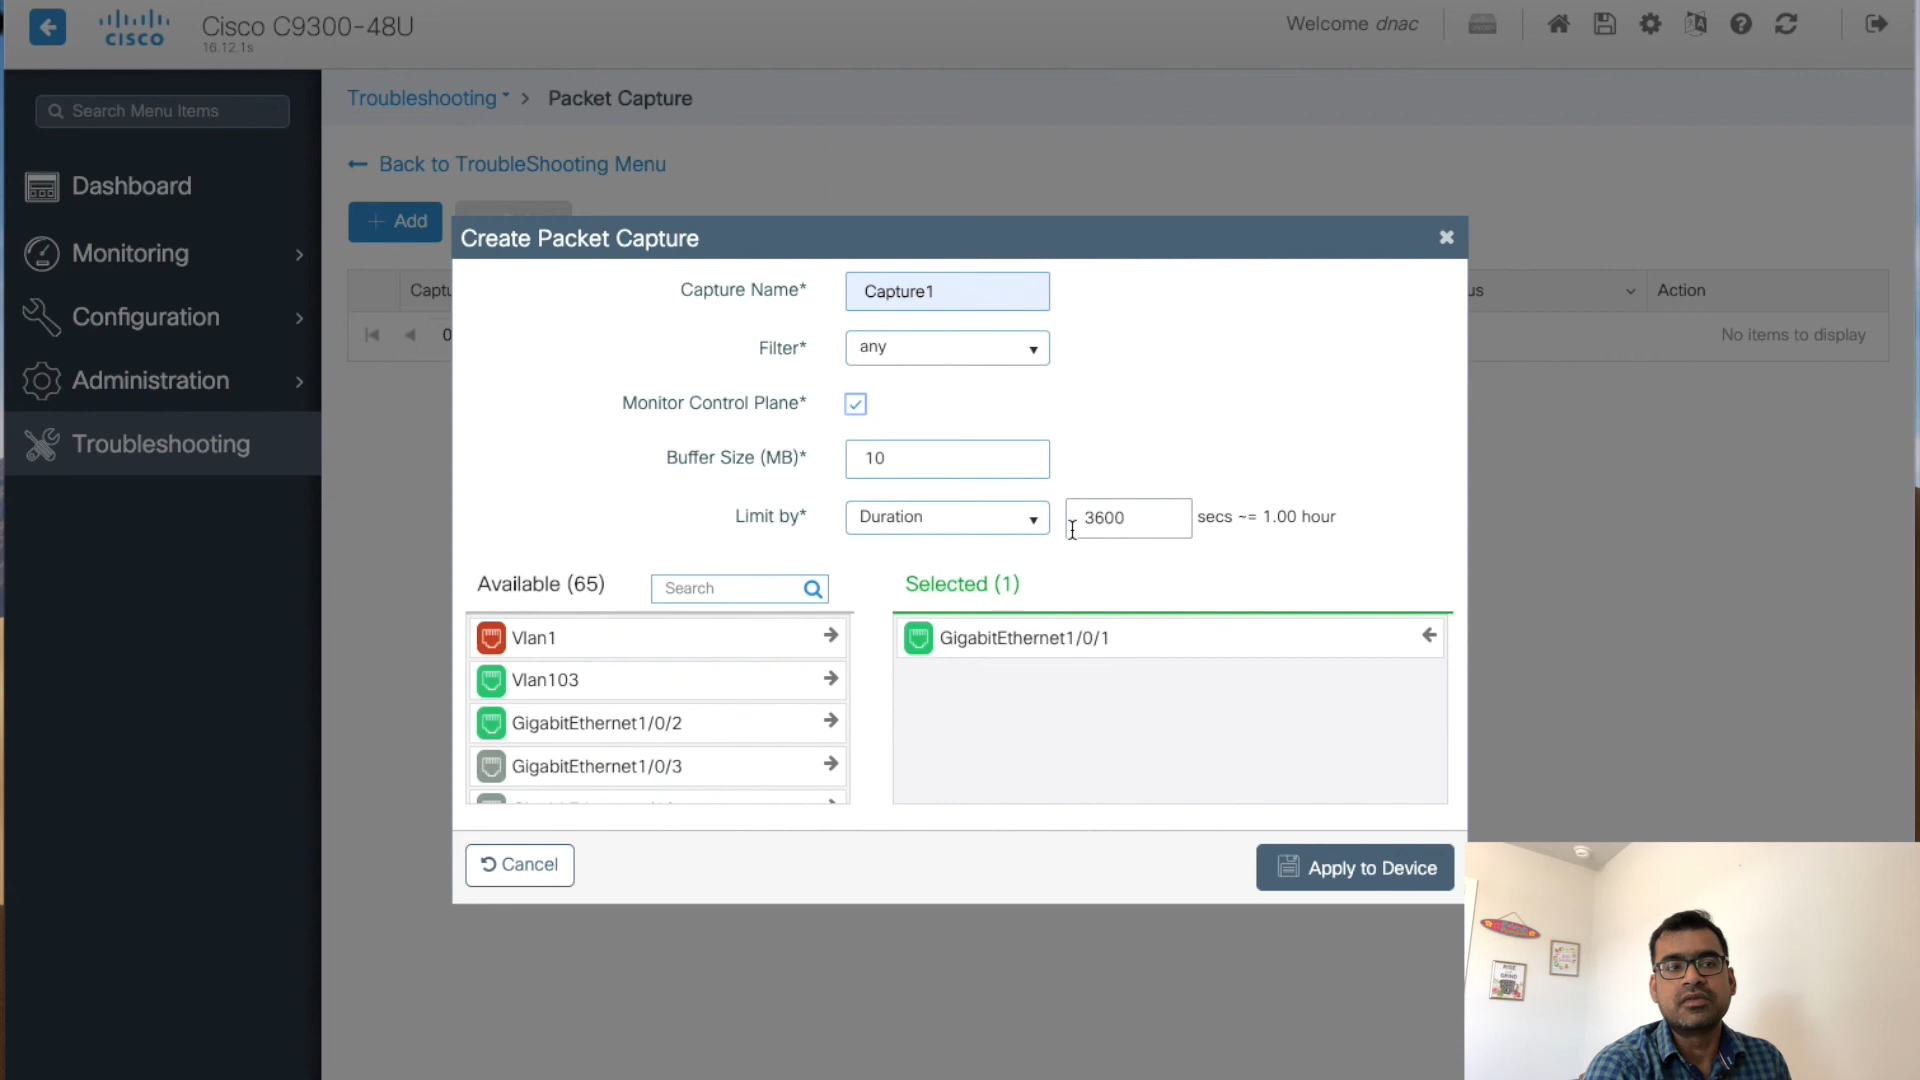 cisco
Cisco C9300-48U
16.12.1s
Welcome dnac
Search Menu Items
Dashboard
Monitoring
Configuration
Administration
Troubleshooting
Troubleshooting > Packet Capture
← Back to TroubleShooting Menu
+ Add
Captu
us
Action
0
No items to display
Create Packet Capture
Capture Name*
Capture1
Filter*
any
Monitor Control Plane*
Buffer Size (MB)*
10
Limit by*
Duration
3600
secs ~= 1.00 hour
Available (65)
Search
Selected (1)
Vlan1
Vlan103
GigabitEthernet1/0/2
GigabitEthernet1/0/3
GigabitEthernet1/0/1
Cancel
Apply to Device